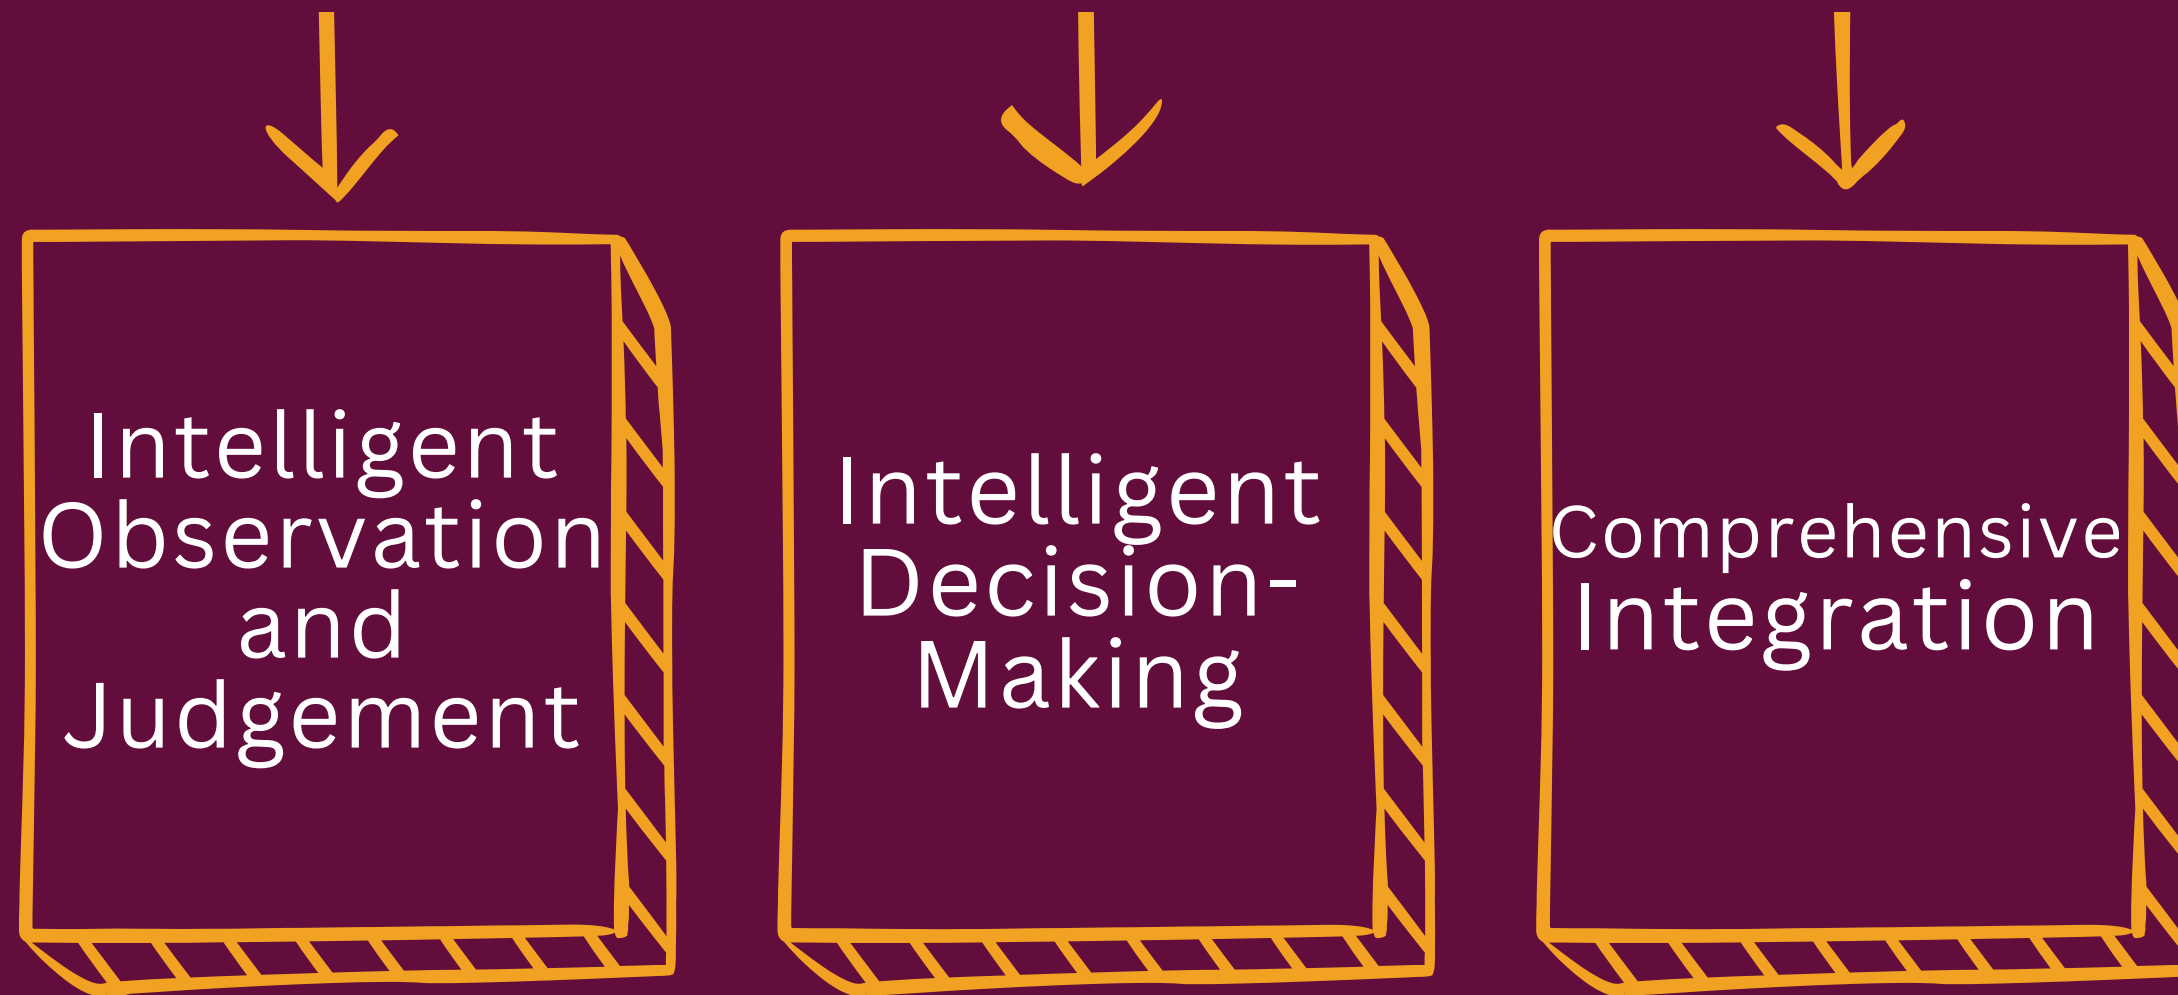 Intelligent
Observation
and
Judgement
Intelligent
Decision-
Making
Comprehensive
Integration